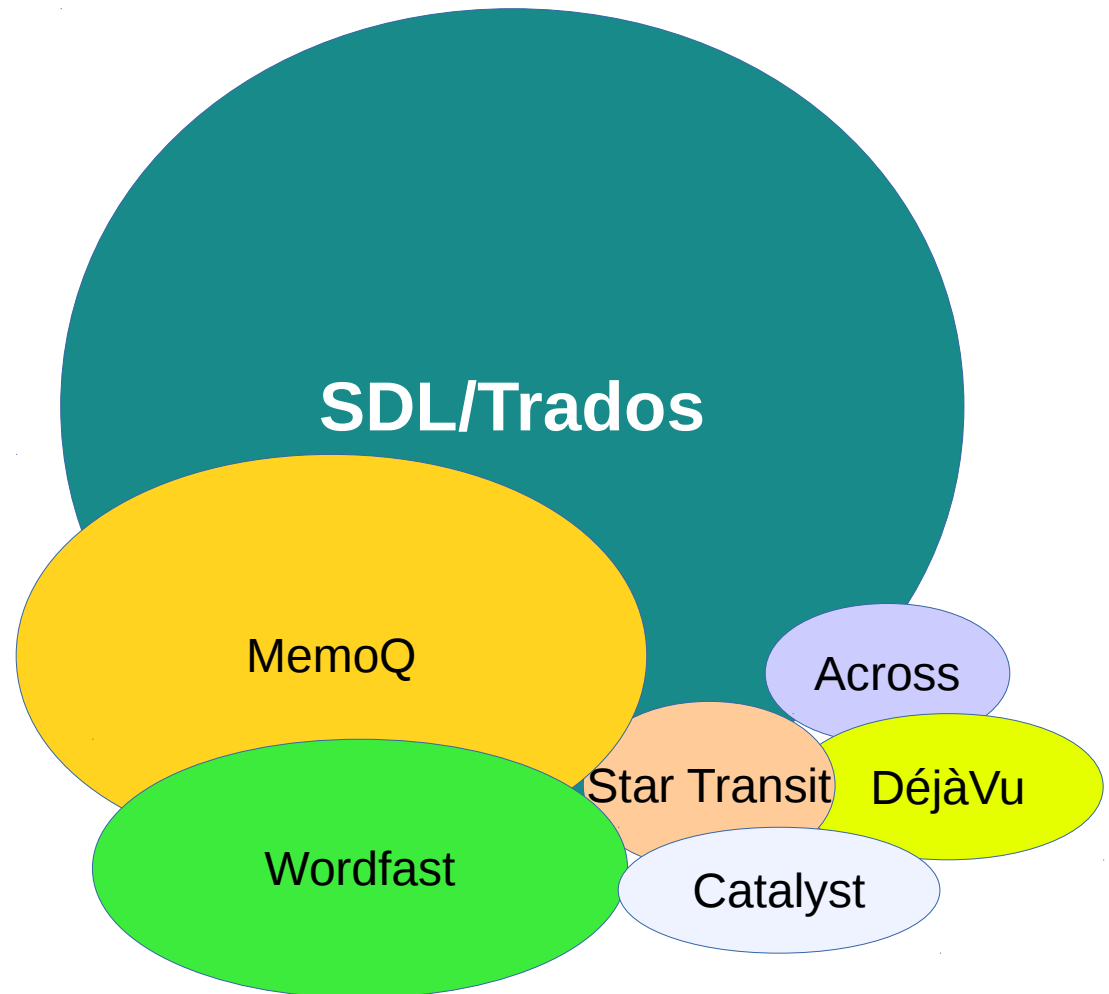 SDL/Trados
MemoQ
Across
Star Transit
DéjàVu
Wordfast
Catalyst